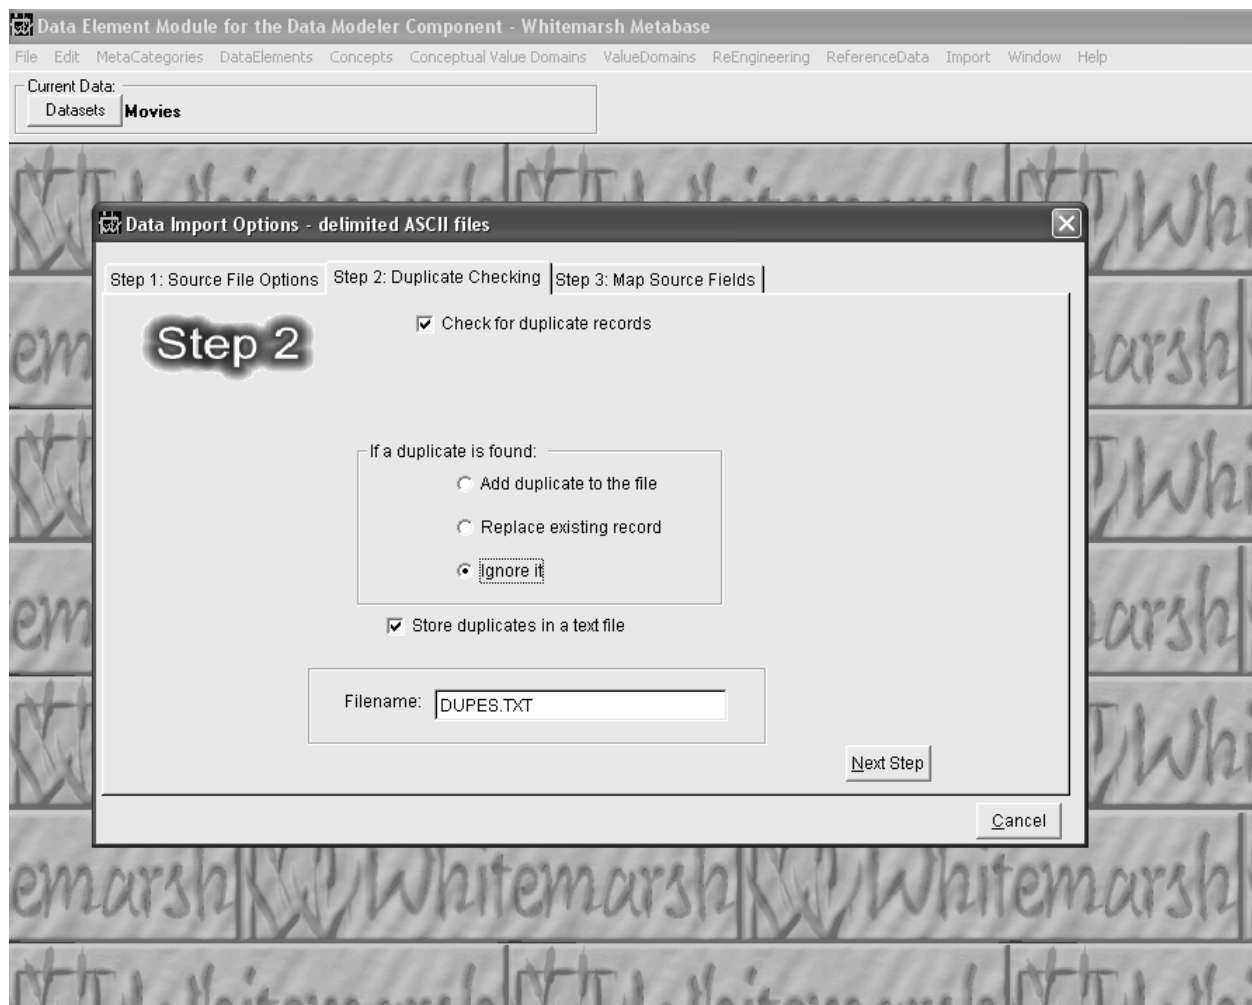 Data Element Module for the Data Modeler Component - Whitemarsh Metabase
File Edit MetaCategories DataElements Concepts Conceptual Value Domains ValueDomains ReEngineering ReferenceData Import Window Help
Current Data:
Datasets Movies
Data Import Options - delimited ASCII files
Step 1: Source File Options Step 2: Duplicate Checking Step 3: Map Source Fields
Step 2
Check for duplicate records
If a duplicate is found:
Add duplicate to the file
Replace existing record
Ignore it
Store duplicates in a text file
Filename: DUPES.TXT
Next Step
Cancel
emarsh Whitemarsh Whitemarsh